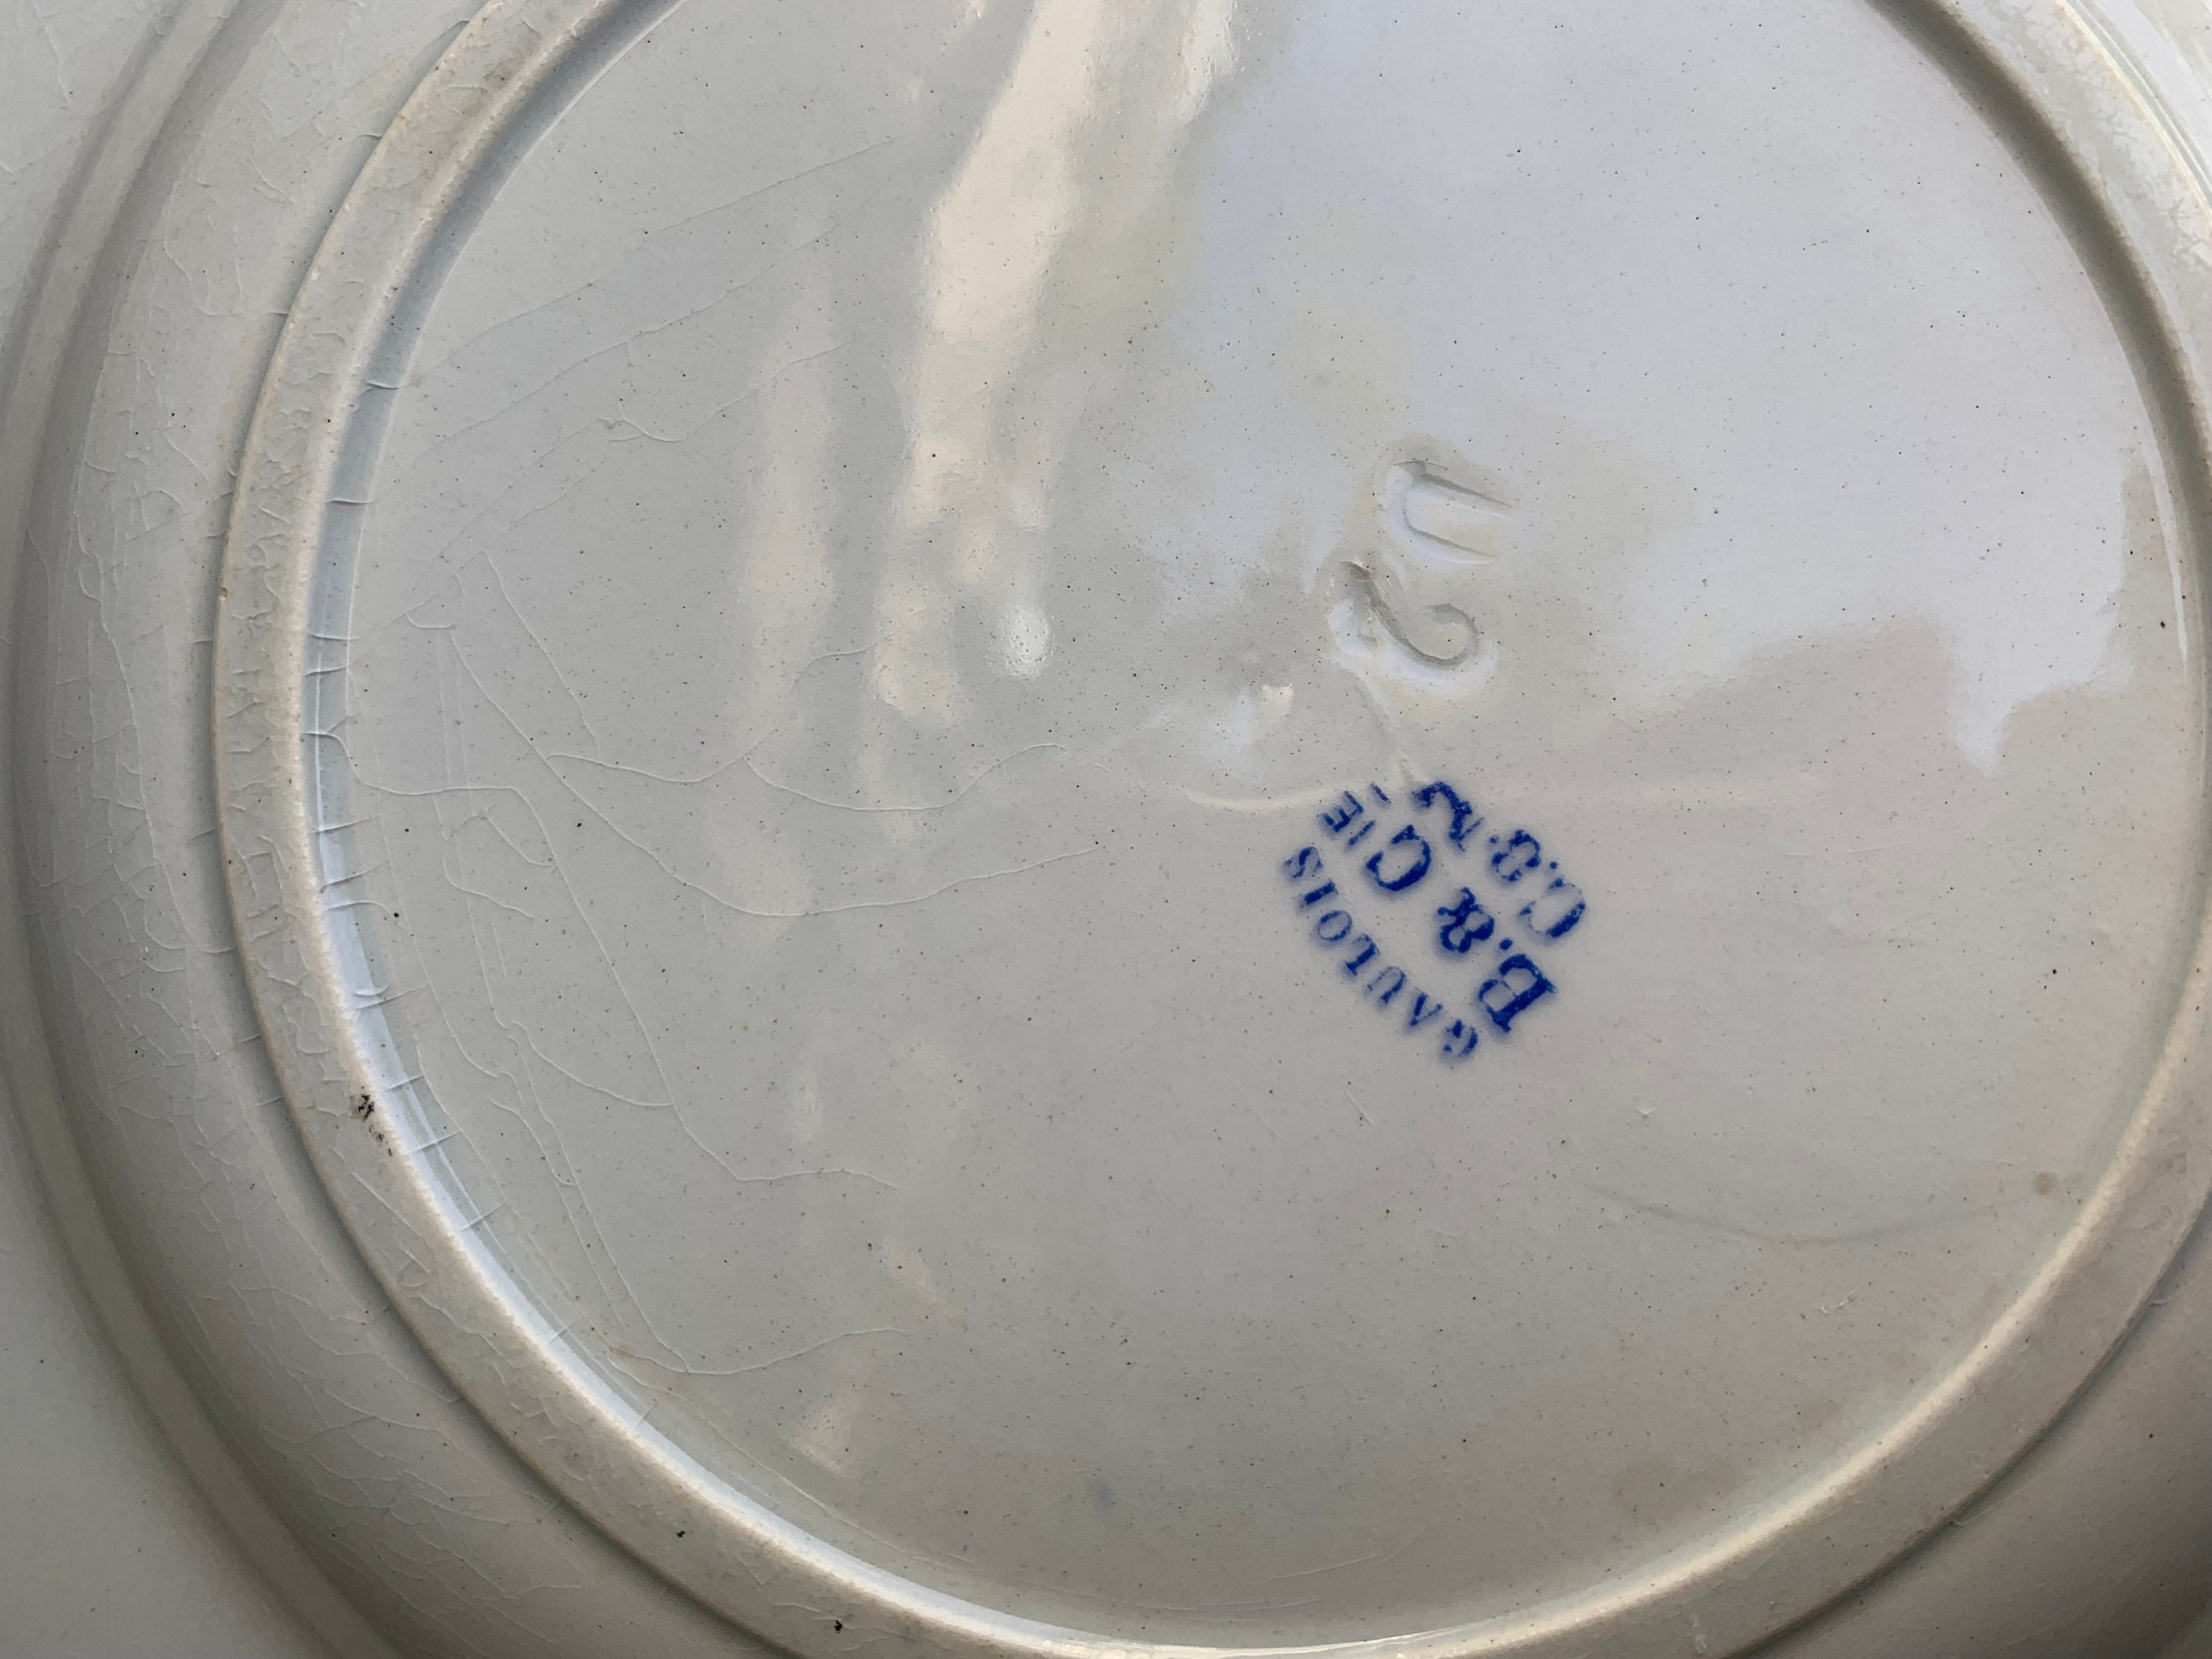 GAULOIS
B. & CIE
C. & M